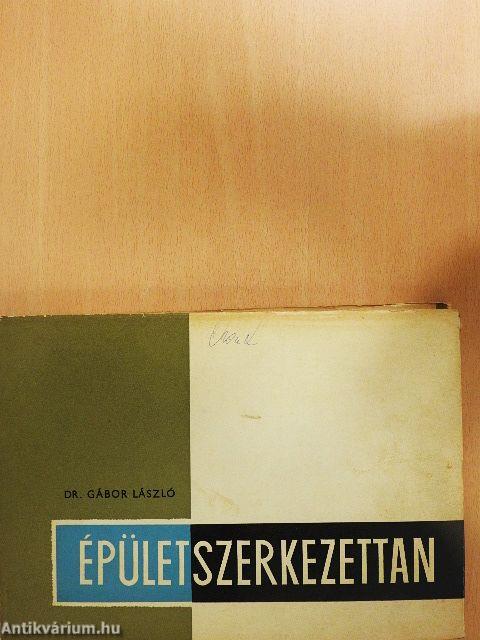 DR. GÁBOR LÁSZLÓ
ÉPÜLETSZERKEZETTAN
Antikvárium.hu